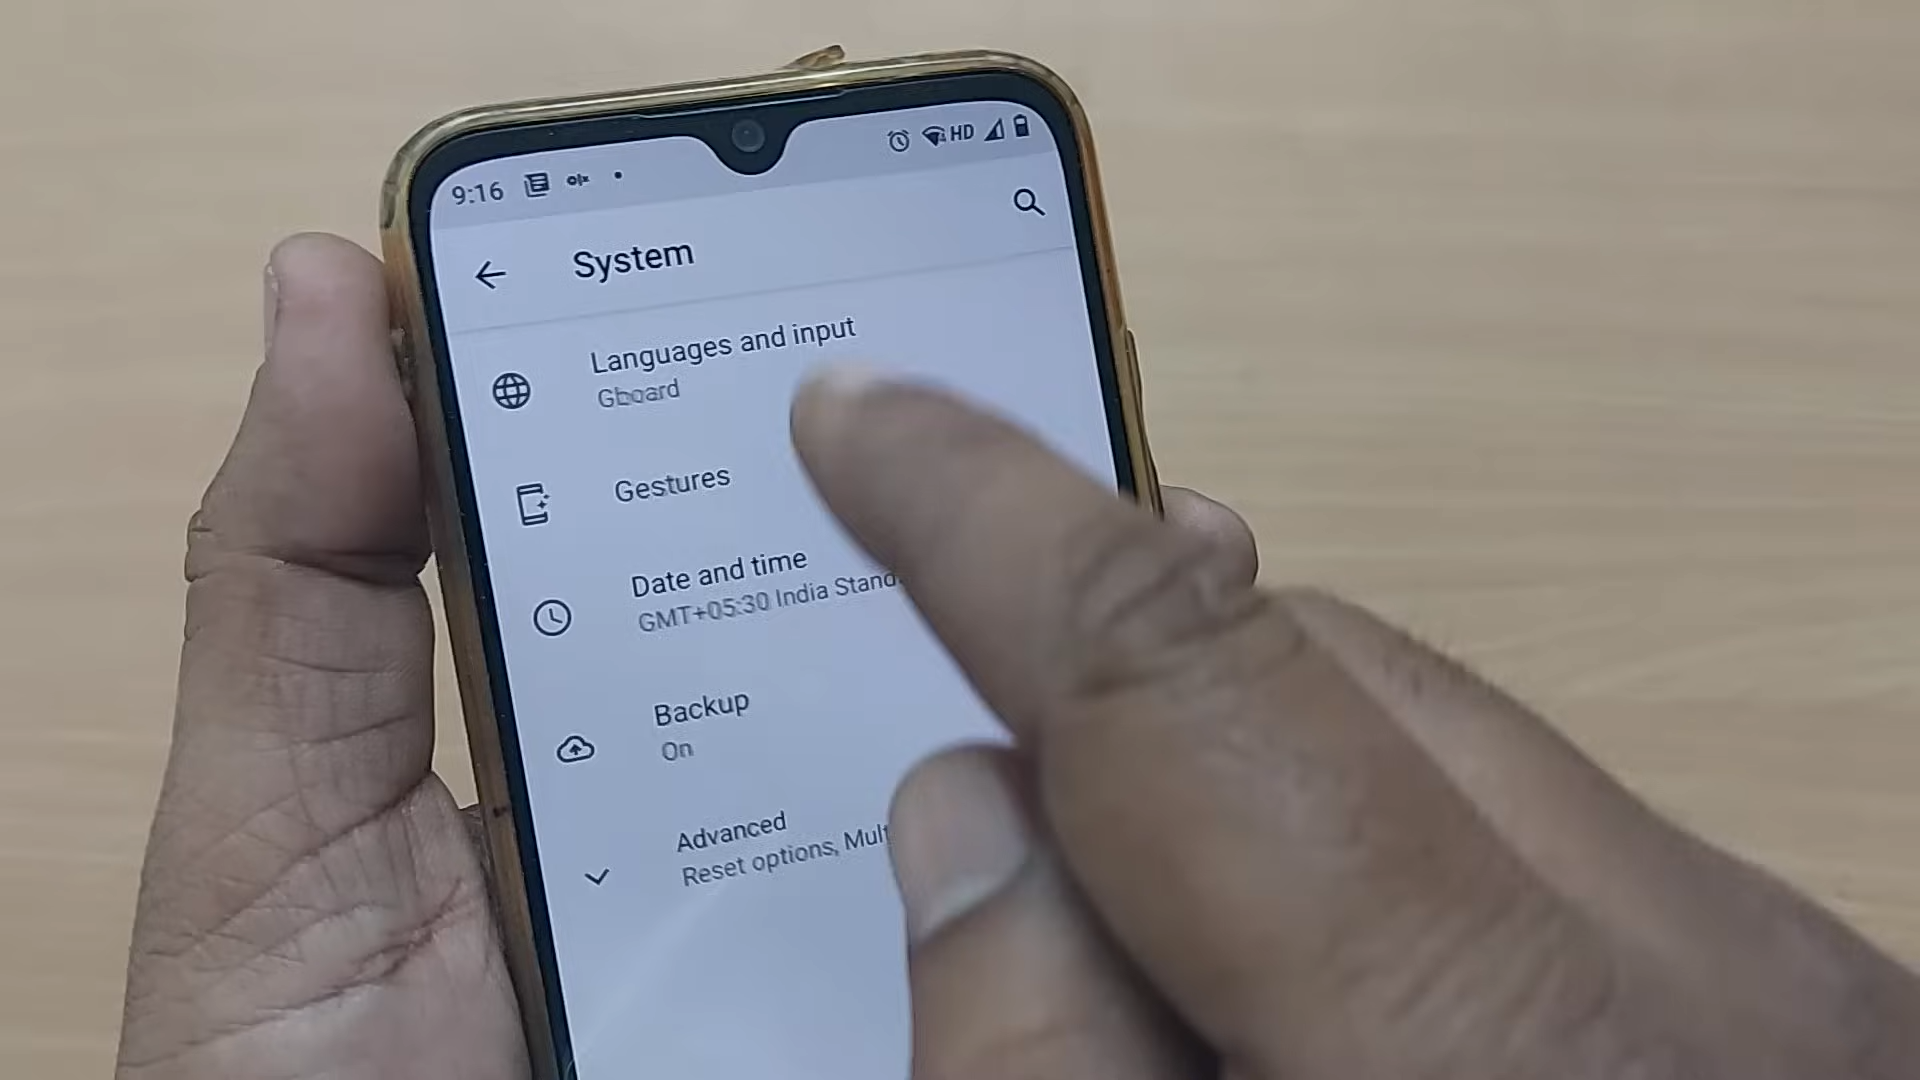 9:16
HD
System
Languages and input
Gboard
Gestures
Date and time
GMT+05:30 India Stand
Backup
On
Advanced
Reset options, Mul